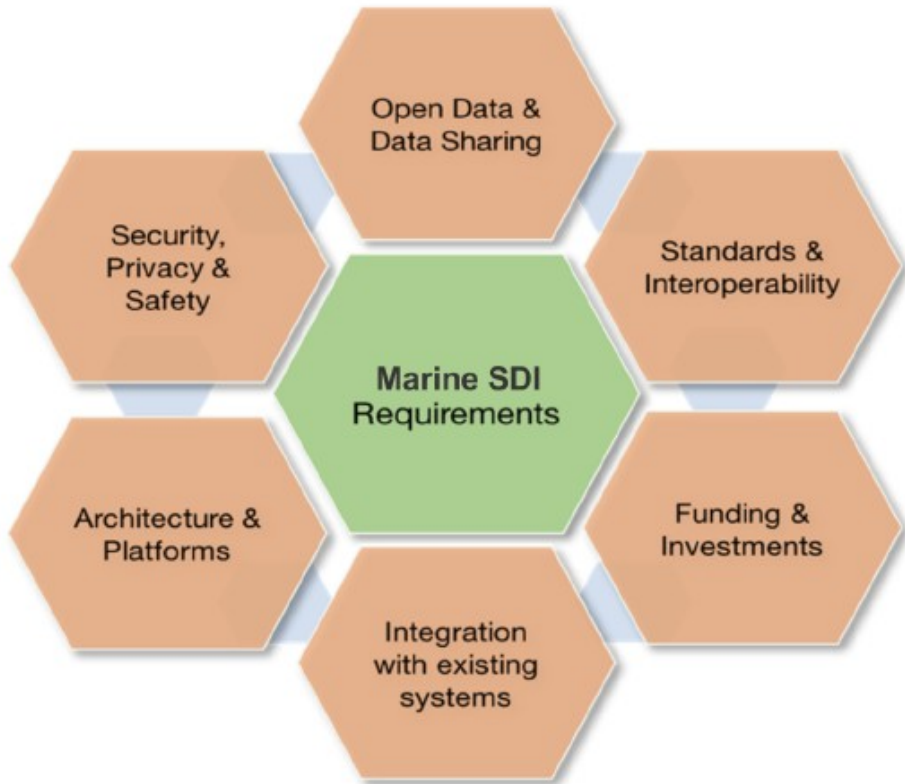 Open Data &
Data Sharing
Security,
Privacy &
Safety
Standards &
Interoperability
Marine SDI
Requirements
Architecture &
Platforms
Funding &
Investments
Integration
with existing
systems